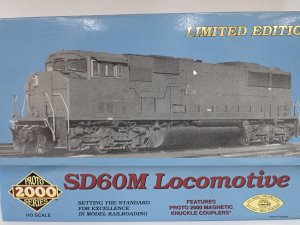 LIMITED EDITIO
PROTO
2000
SERIES
HO SCALE
SD60M Locomotive
SETTING THE STANDARD
FOR EXCELLENCE
IN MODEL RAILROADING
FEATURES
PROTO 2000 MAGNETIC
KNUCKLE COUPLERS*